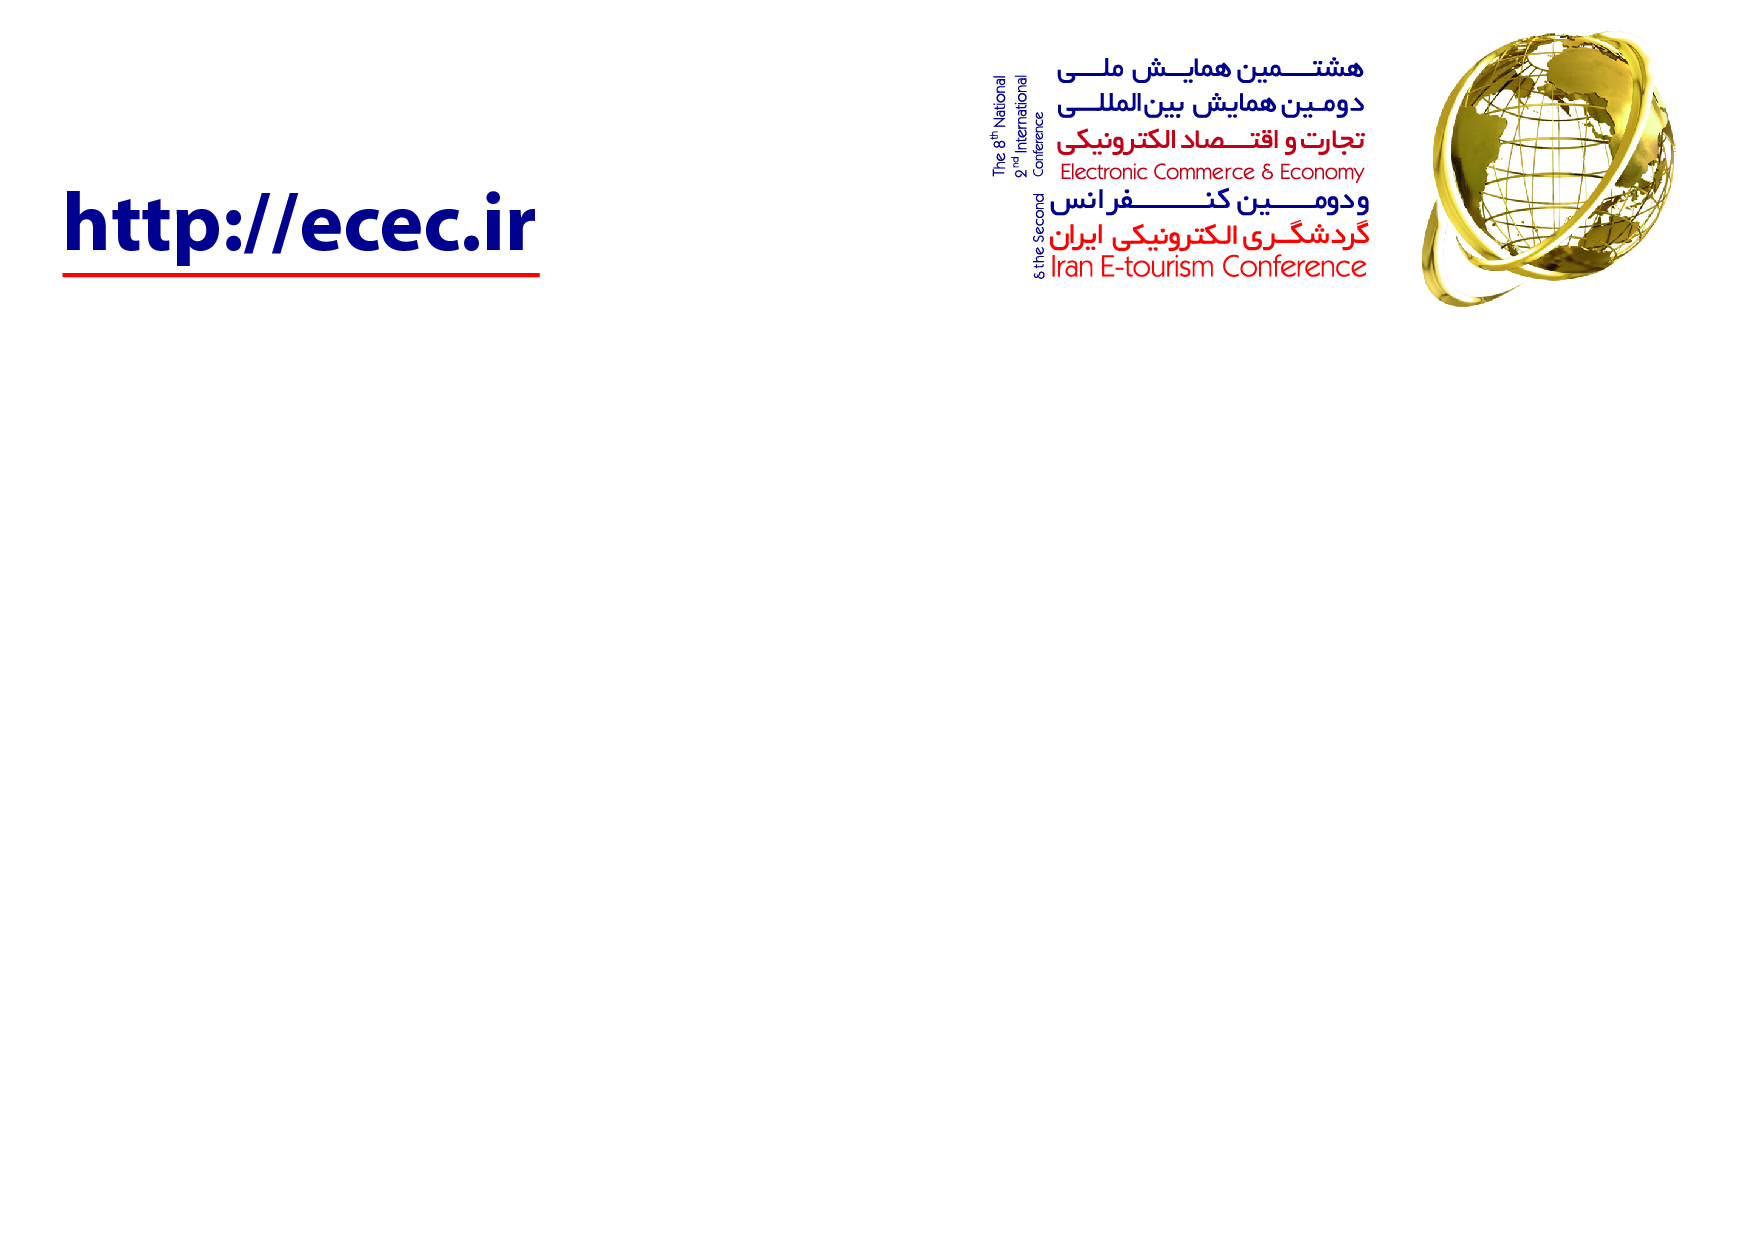 http://ecec.ir
هشتمین همایش ملی
دومین همایش بین‌المللی
تجارت و اقتصاد الکترونیکی
The 8th National
2nd International
Conference
Electronic Commerce & Economy
ودومین کنفرانس
گردشگری الکترونیکی ایران
& the Second
Iran E-tourism Conference